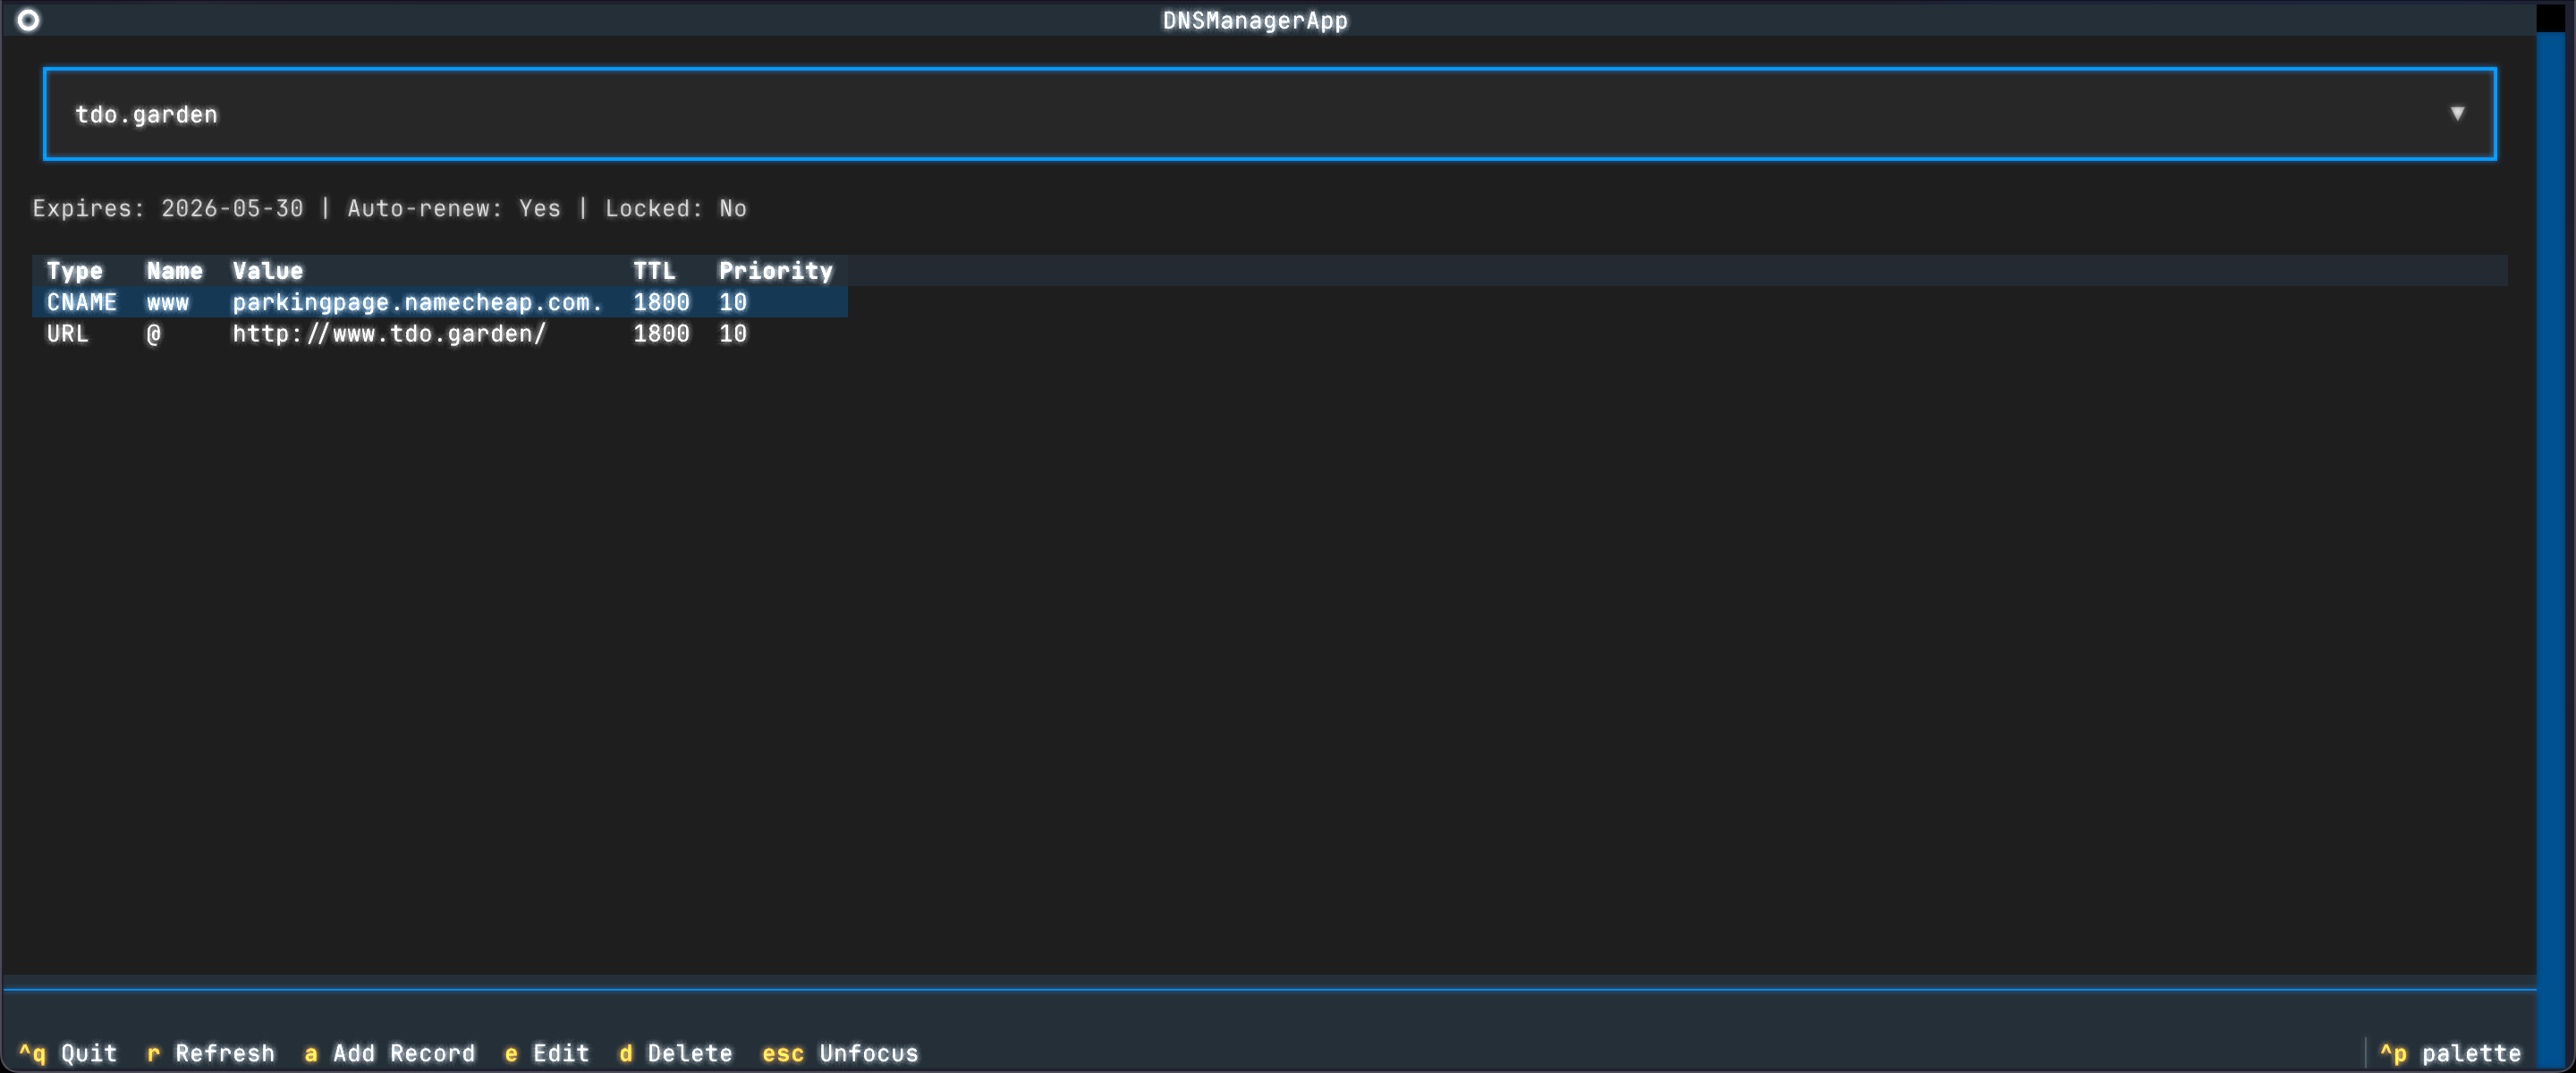 DNSManagerApp
tdo.garden ▼
Expires: 2026-05-30 | Auto-renew: Yes | Locked: No
Type Name Value TTL Priority
CNAME www parkingpage.namecheap.com. 1800 10
URL @ http://www.tdo.garden/ 1800 10
^q Quit r Refresh a Add Record e Edit d Delete esc Unfocus ^p palette